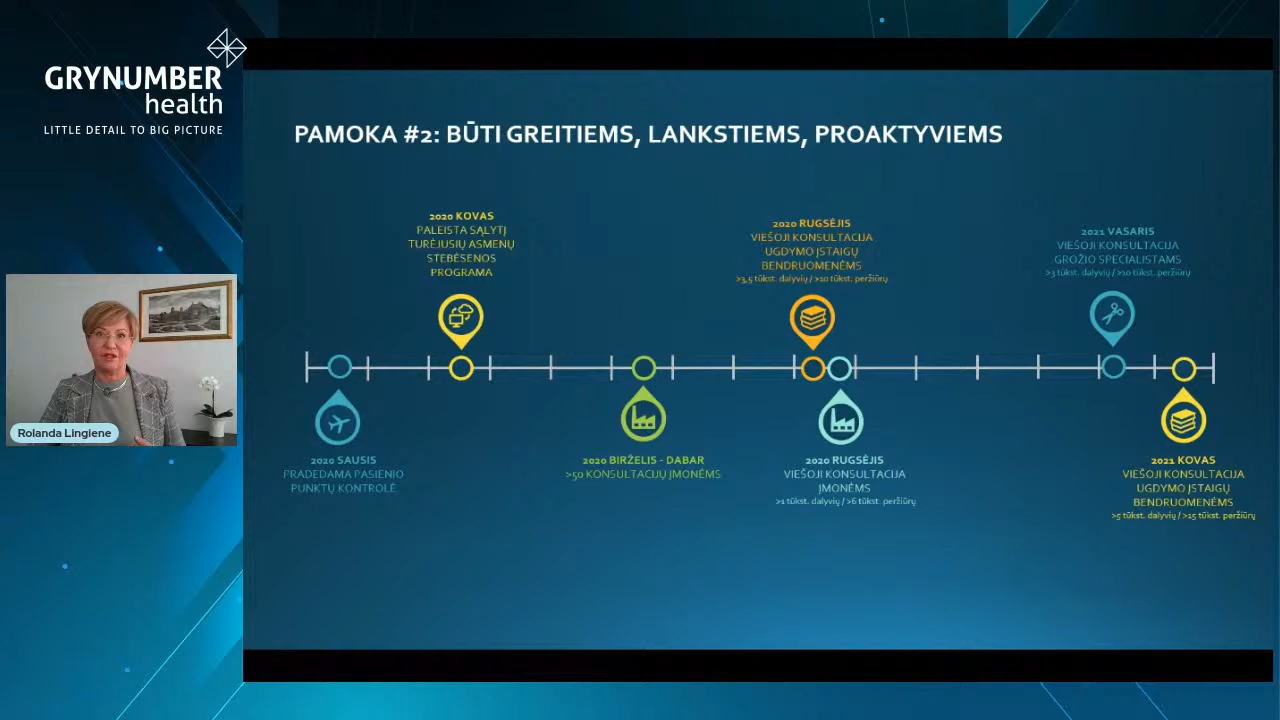 GRYNUMBER
health
LITTLE DETAIL TO BIG PICTURE
PAMOKA #2: BŪTI GREITIEMS, LANKSTIEMS, PROAKTYVIEMS
2020 KOVAS
PALEISTA SĄLYTĮ
TURĖJUSIŲ ASMENŲ
STEBĖSENOS
PROGRAMA
2020 RUGSĖJIS
VIEŠOJI KONSULTACIJA
UGDYMO ĮSTAIGŲ
BENDRUOMENĖMS
>3,5 tūkst. dalyvių / >10 tūkst. peržiūrų
2021 VASARIS
VIEŠOJI KONSULTACIJA
GROŽIO SPECIALISTAMS
>3 tūkst. dalyvių / >10 tūkst. peržiūrų
2020 SAUSIS
PRADEDAMA PASIENIO
PUNKTŲ KONTROLĖ
2020 BIRŽELIS - DABAR
>50 KONSULTACIJŲ ĮMONĖMS
2020 RUGSĖJIS
VIEŠOJI KONSULTACIJA
ĮMONĖMS
>1 tūkst. dalyvių / >6 tūkst. peržiūrų
2021 KOVAS
VIEŠOJI KONSULTACIJA
UGDYMO ĮSTAIGŲ
BENDRUOMENĖMS
>5 tūkst. dalyvių / >15 tūkst. peržiūrų
Rolanda Lingiene